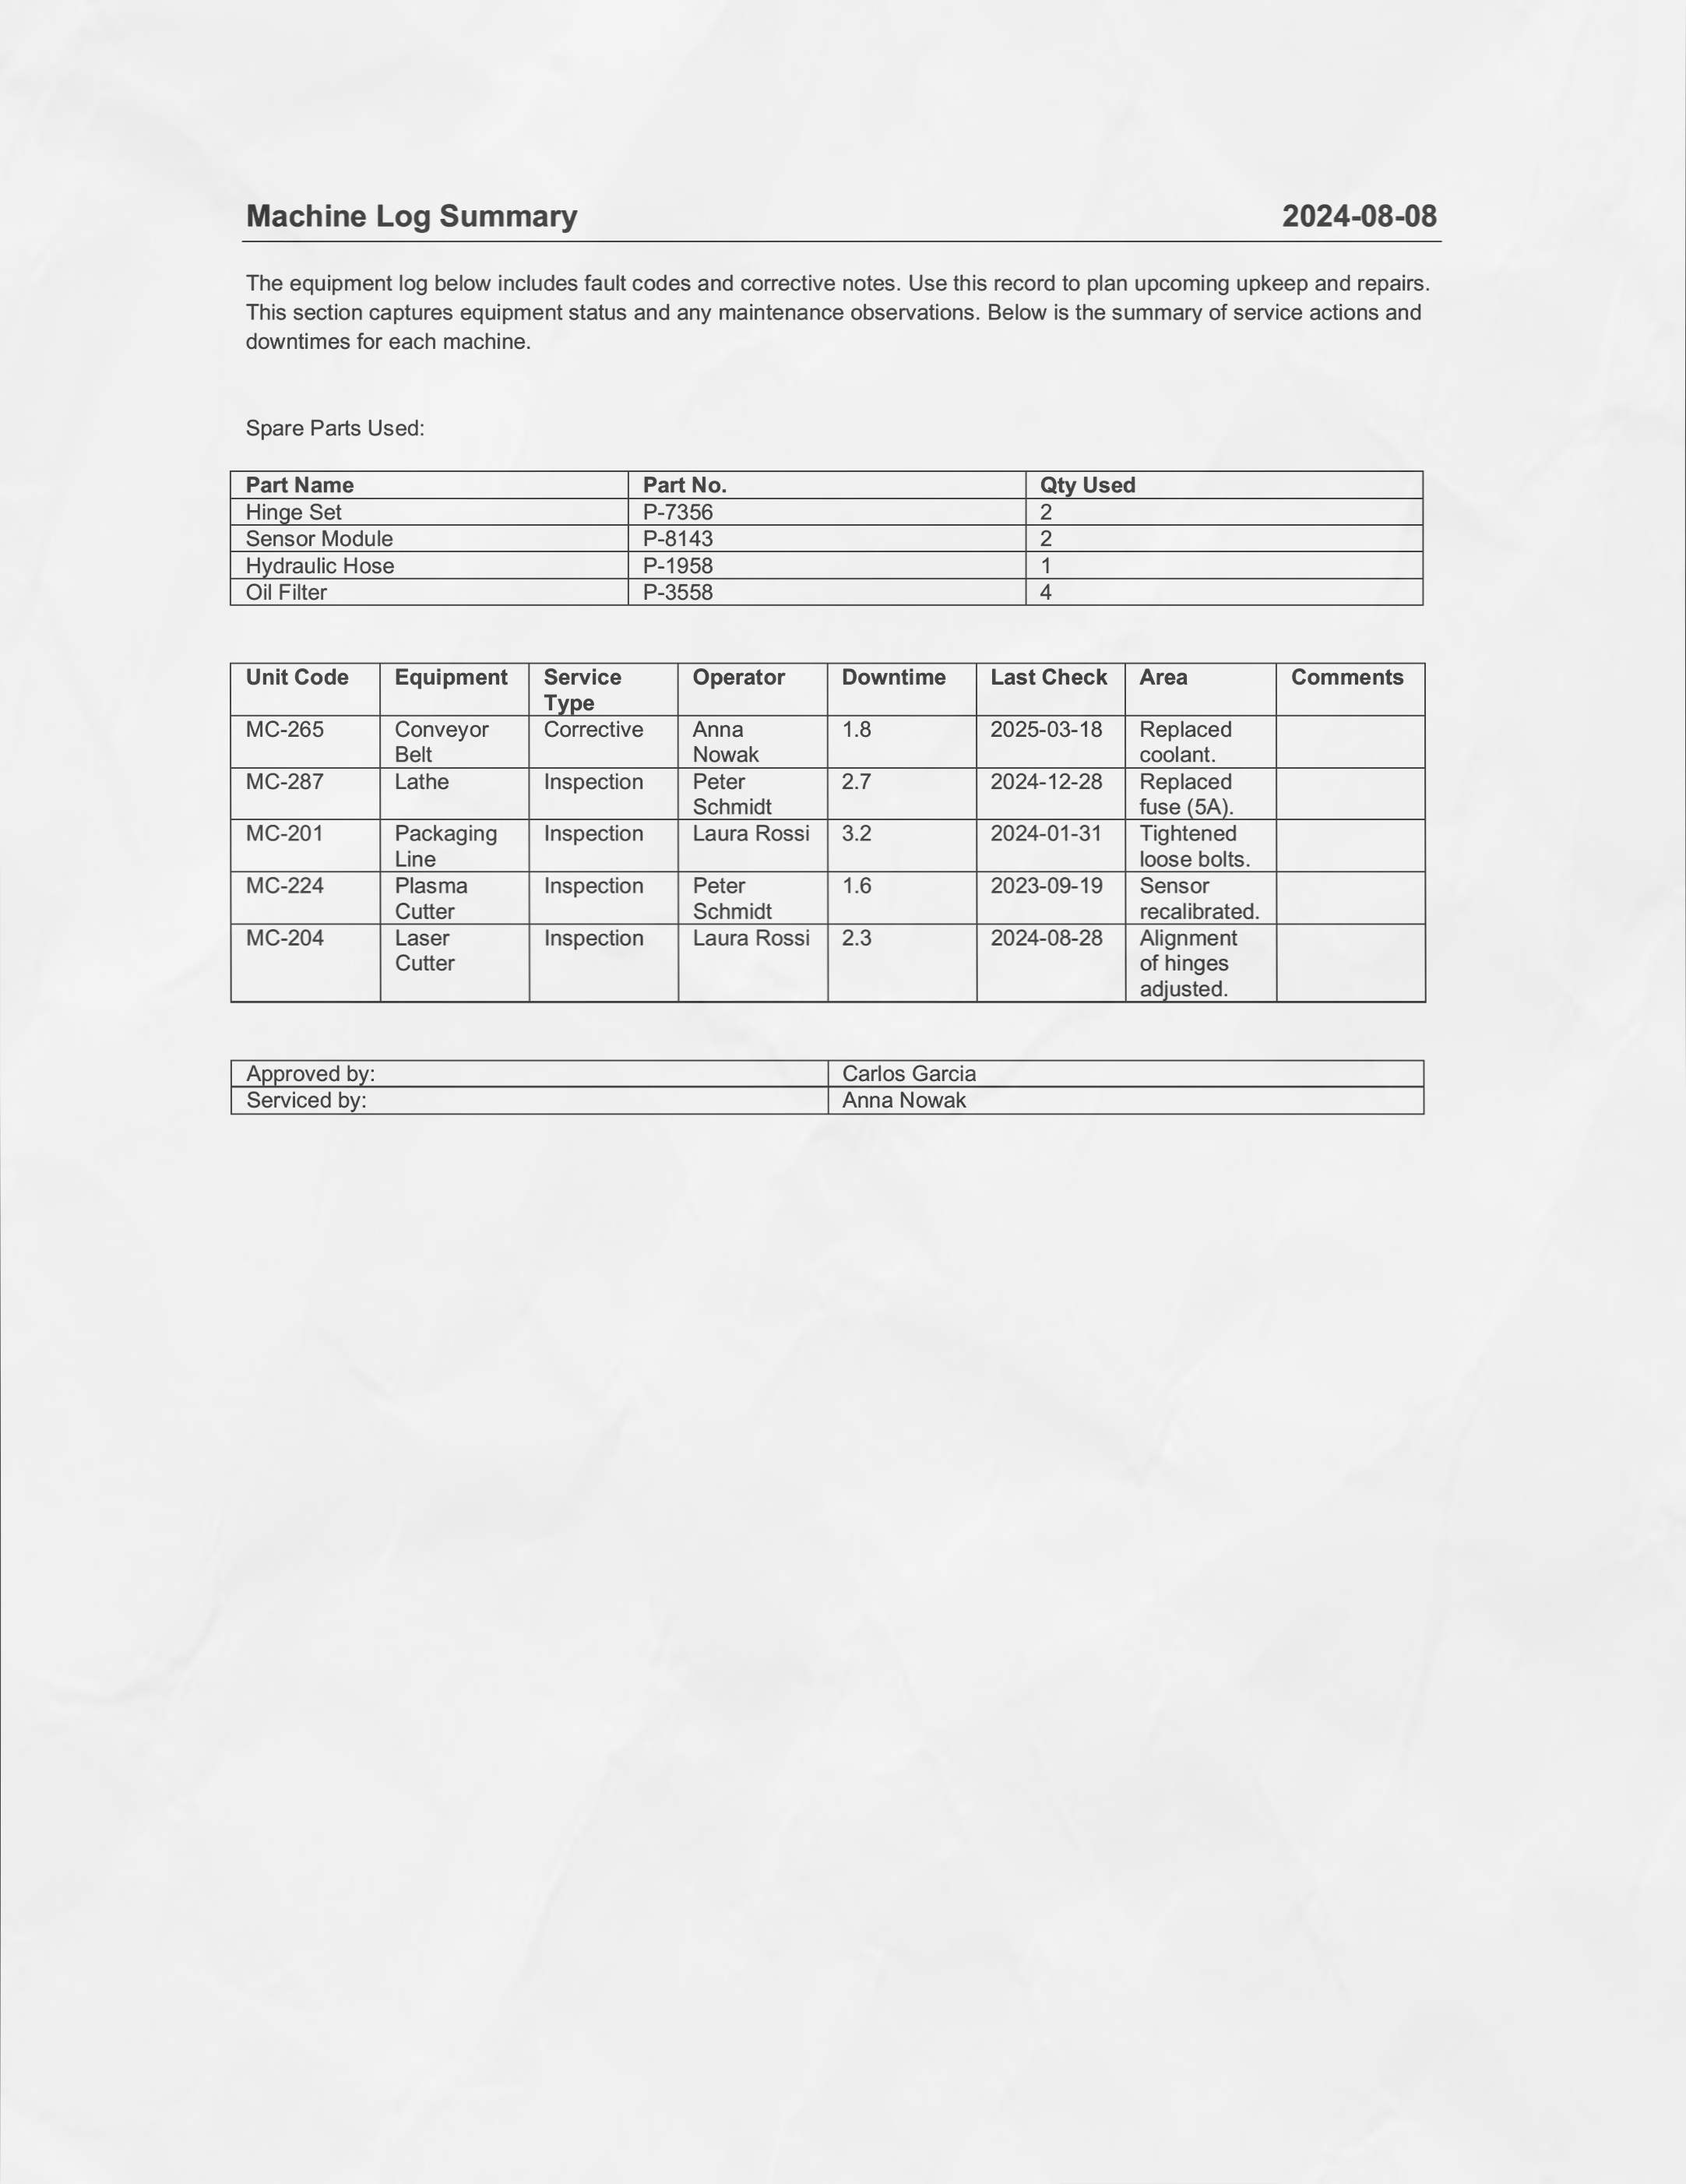 Machine Log Summary 2024-08-08
The equipment log below includes fault codes and corrective notes. Use this record to plan upcoming upkeep and repairs.
This section captures equipment status and any maintenance observations. Below is the summary of service actions and
downtimes for each machine.
Spare Parts Used:
Part Name Part No. Qty Used
Hinge Set P-7356 2
Sensor Module P-8143 2
Hydraulic Hose P-1958 1
Oil Filter P-3558 4
Unit Code Equipment Service Downtime Operator Last Check Area Comments
Type
MC-265 Conveyor Corrective Anna 1.8 2025-03-18 Replaced
Belt Nowak coolant.
MC-287 Lathe Inspection Peter 2.7 2024-12-28 Replaced
Schmidt fuse (5A).
MC-201 Packaging Inspection Laura Rossi 3.2 2024-01-31 Tightened
Line loose bolts.
MC-224 Plasma Inspection Peter 1.6 2023-09-19 Sensor
Cutter Schmidt recalibrated.
MC-204 Laser Inspection Laura Rossi 2.3 2024-08-28 Alignment
Cutter of hinges
adjusted.
Approved by: Carlos Garcia
Serviced by: Anna Nowak